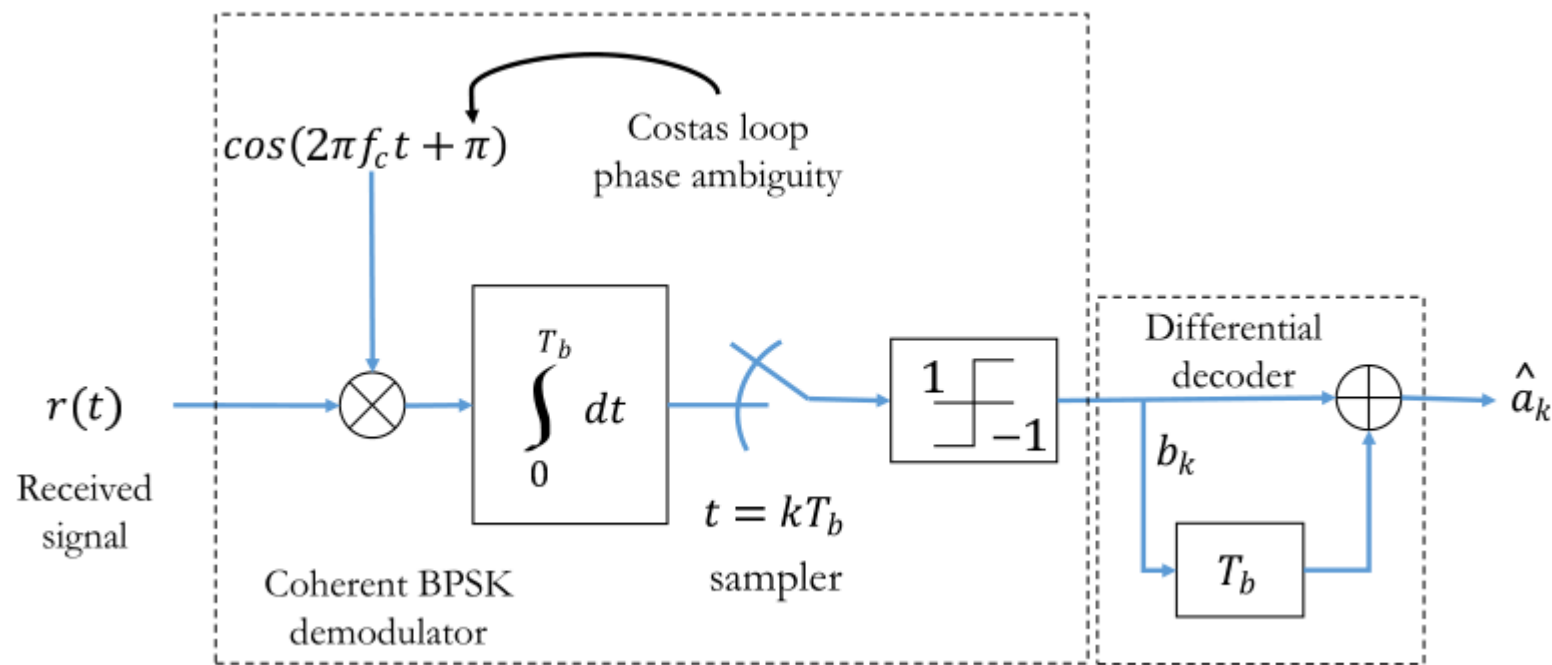 cos(2πf_c t + π)
Costas loop
phase ambiguity
r(t)
Received
signal
T_b
∫ dt
0
t = kT_b
sampler
1
−1
Coherent BPSK
demodulator
Differential
decoder
b_k
T_b
â_k